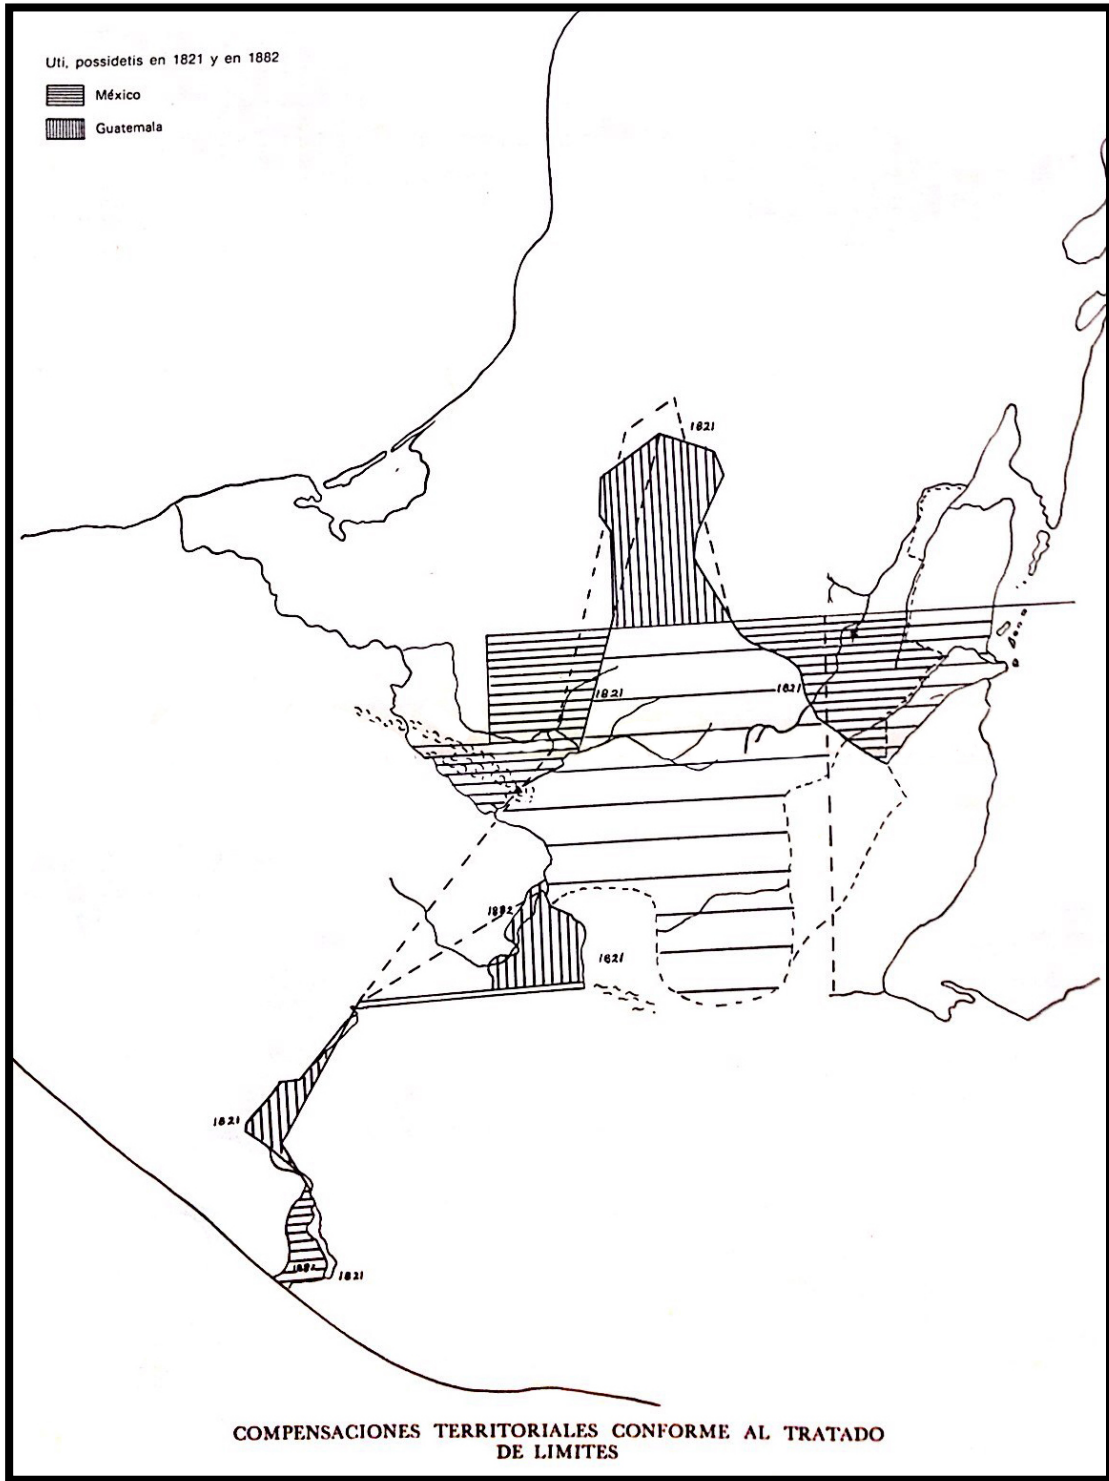 Uti, possidetis en 1821 y en 1882
México
Guatemala
1821
1821
1821
1882
1821
1821
1882
1821
COMPENSACIONES TERRITORIALES CONFORME AL TRATADO
DE LIMITES